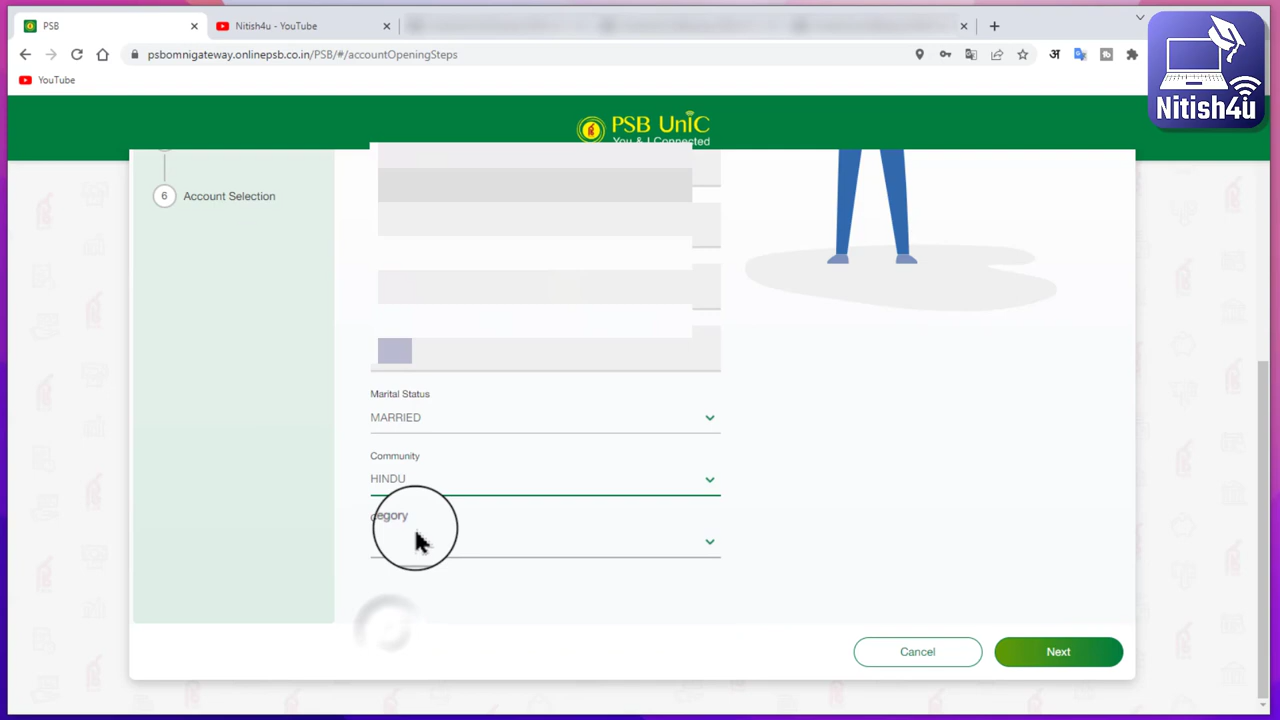 PSB
Nitish4u - YouTube
psbomnigateway.onlinepsb.co.in/PSB/#/accountOpeningSteps
अ
YouTube
Nitish4u
PSB UnIC
You & I Connected
6 Account Selection
Marital Status
MARRIED
Community
HINDU
egory
Cancel
Next